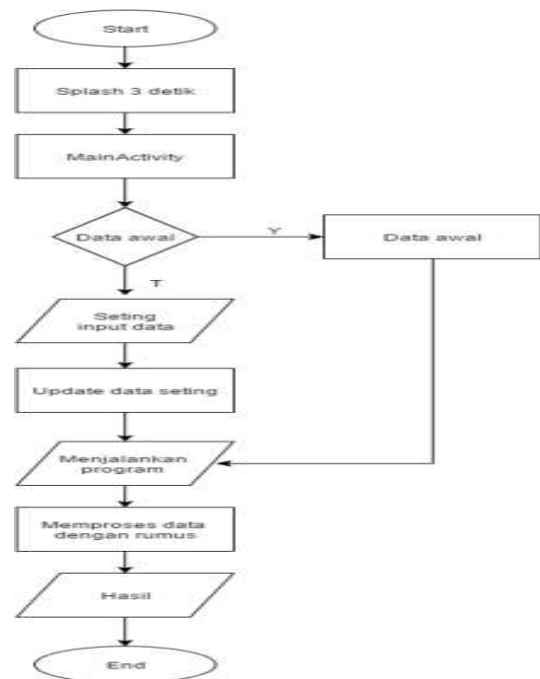 Start
Splash 3 detik
MainActivity
Data awal
Y
Data awal
T
Seting
input data
Update data seting
Menjalankan
program
Memproses data
dengan rumus
Hasil
End